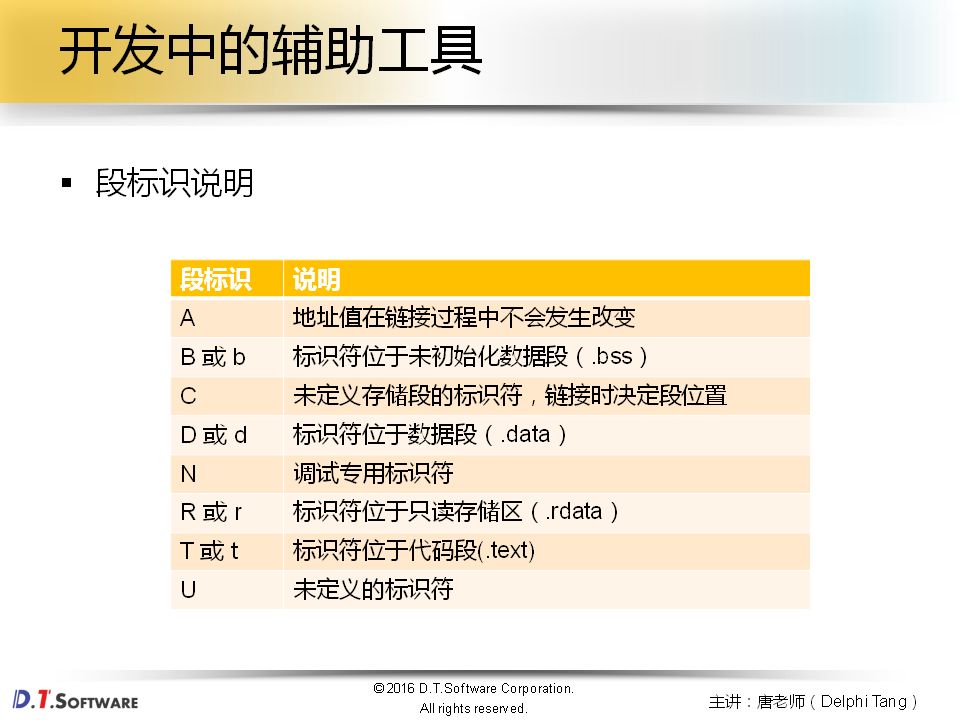 开发中的辅助工具
▪ 段标识说明
段标识 说明
A 地址值在链接过程中不会发生改变
B 或 b 标识符位于未初始化数据段（.bss）
C 未定义存储段的标识符，链接时决定段位置
D 或 d 标识符位于数据段（.data）
N 调试专用标识符
R 或 r 标识符位于只读存储区（.rdata）
T 或 t 标识符位于代码段(.text)
U 未定义的标识符
D.T.SOFTWARE
©2016 D.T.Software Corporation.
All rights reserved.
主讲：唐老师（Delphi Tang）